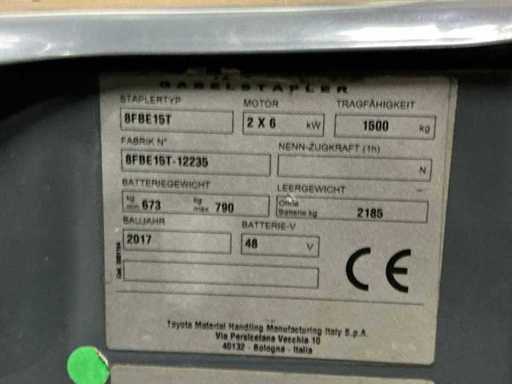 GABELSTAPLER
STAPLERTYP MOTOR TRAGFÄHIGKEIT
8FBE15T 2 X 6 kW 1500 kg
FABRIK N° NENN-ZUGKRAFT (1h)
8FBE15T-12235 N
BATTERIEGEWICHT LEERGEWICHT
kg min 673 kg max 790 Ohne Batterie kg 2185
BAUJAHR BATTERIE-V
2017 48 V
CE
Toyota Material Handling Manufacturing Italy S.p.A.
Via Persicetana Vecchia 10
40132 - Bologna - Italia